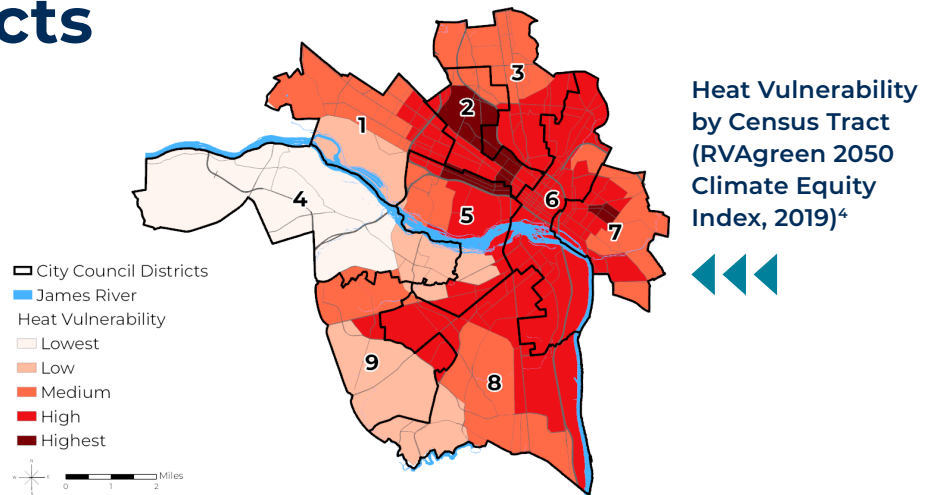 cts
Heat Vulnerability
by Census Tract
(RVAgreen 2050
Climate Equity
Index, 2019)⁴
3
2
1
4
6
5
7
9
8
City Council Districts
James River
Heat Vulnerability
Lowest
Low
Medium
High
Highest
N
W E
S
Miles
0 1 2